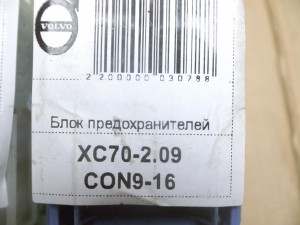 VOLVO
2 200000 030788
Блок предохранителей
XC70-2.09
CON9-16